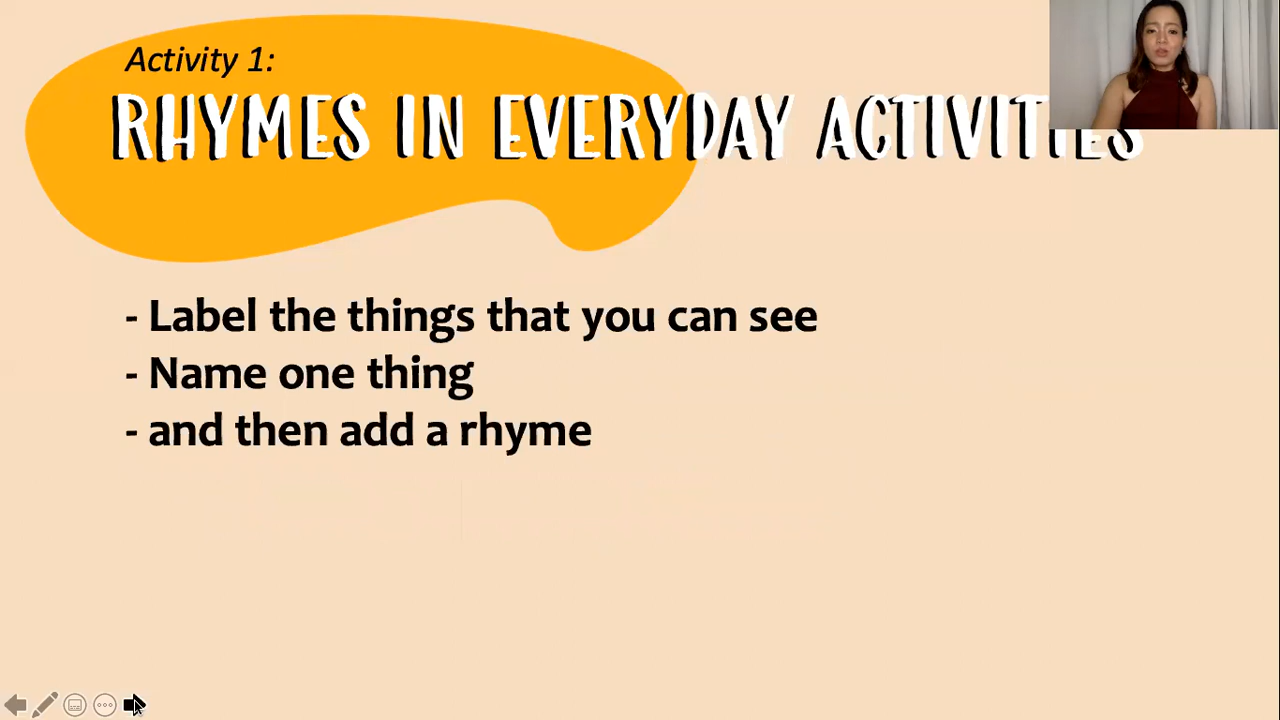 Activity 1:
RHYMES IN EVERYDAY ACTIVITIES
- Label the things that you can see
- Name one thing
- and then add a rhyme